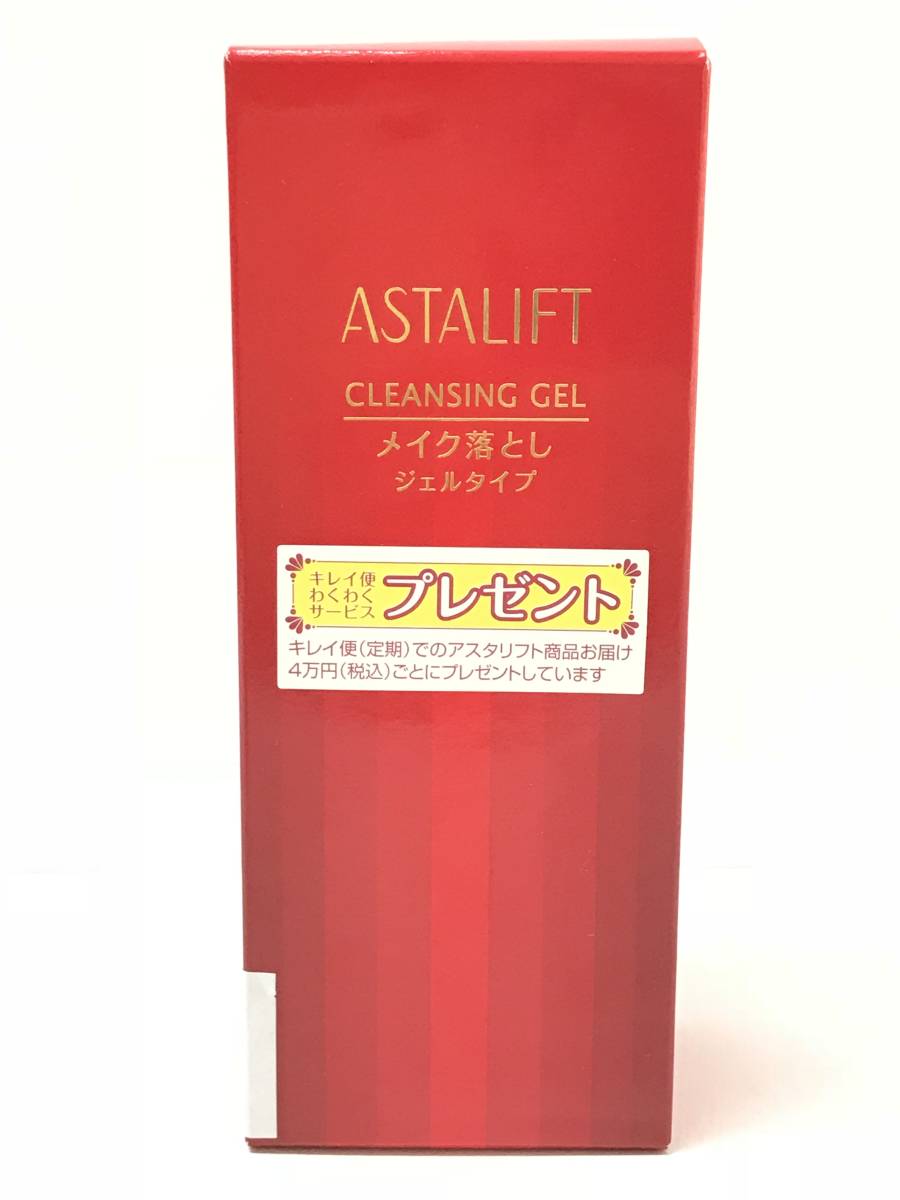 ASTALIFT
CLEANSING GEL
メイク落とし
ジェルタイプ
キレイ便
わくわく
サービス
プレゼント
キレイ便(定期)でのアスタリフト商品お届け
4万円(税込)ごとにプレゼントしています